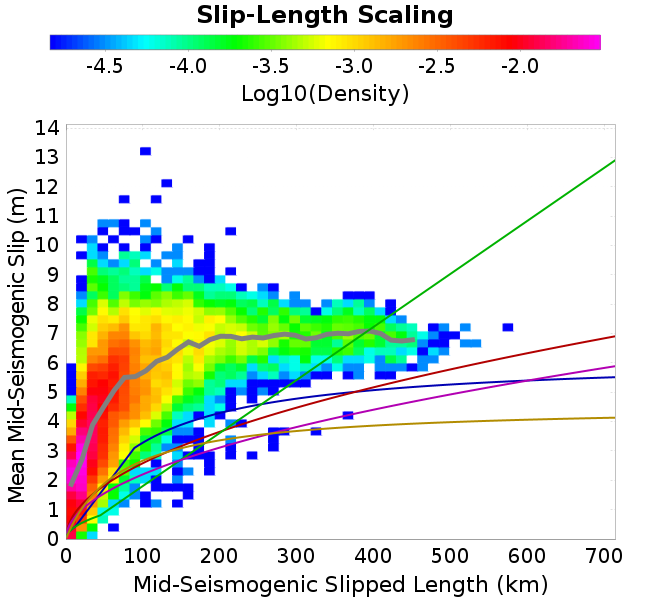 Slip-Length Scaling
-4.5 -4.0 -3.5 -3.0 -2.5 -2.0
Log10(Density)
Mean Mid-Seismogenic Slip (m)
14
13
12
11
10
9
8
7
6
5
4
3
2
1
0
0 100 200 300 400 500 600 700
Mid-Seismogenic Slipped Length (km)